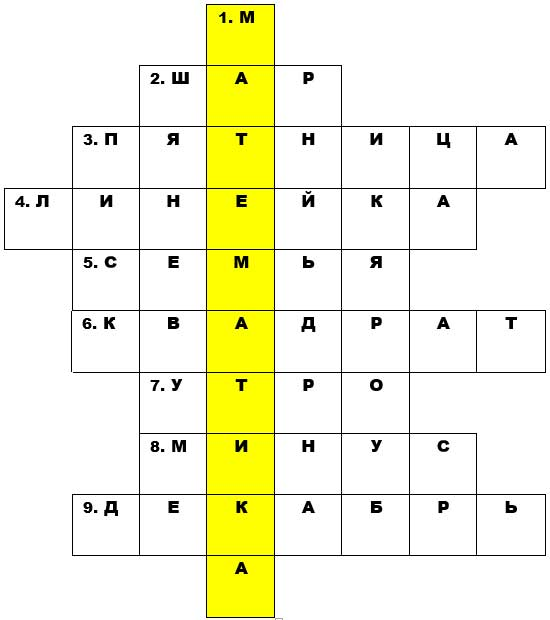 1. М
2. Ш А Р
3. П Я Т Н И Ц А
4. Л И Н Е Й К А
5. С Е М Ь Я
6. К В А Д Р А Т
7. У Т Р О
8. М И Н У С
9. Д Е К А Б Р Ь
А